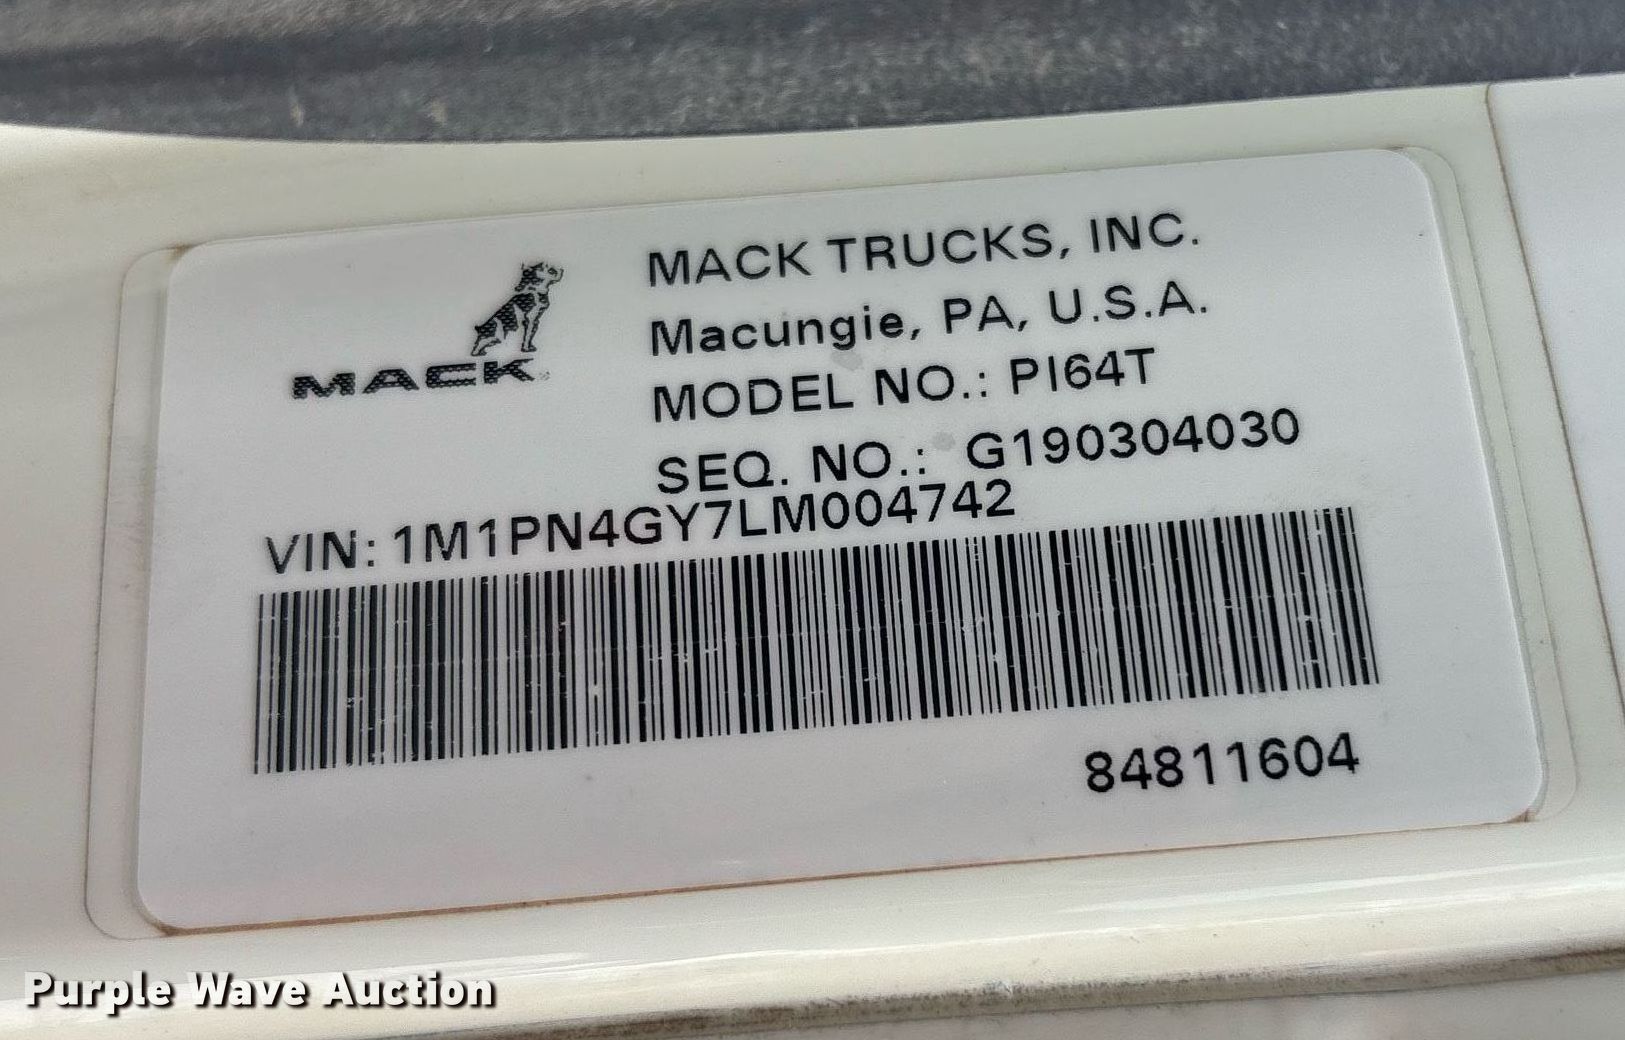 MACK
MACK TRUCKS, INC.
Macungie, PA, U.S.A.
MODEL NO.: PI64T
SEQ. NO.: G190304030
VIN: 1M1PN4GY7LM004742
84811604
Purple Wave Auction